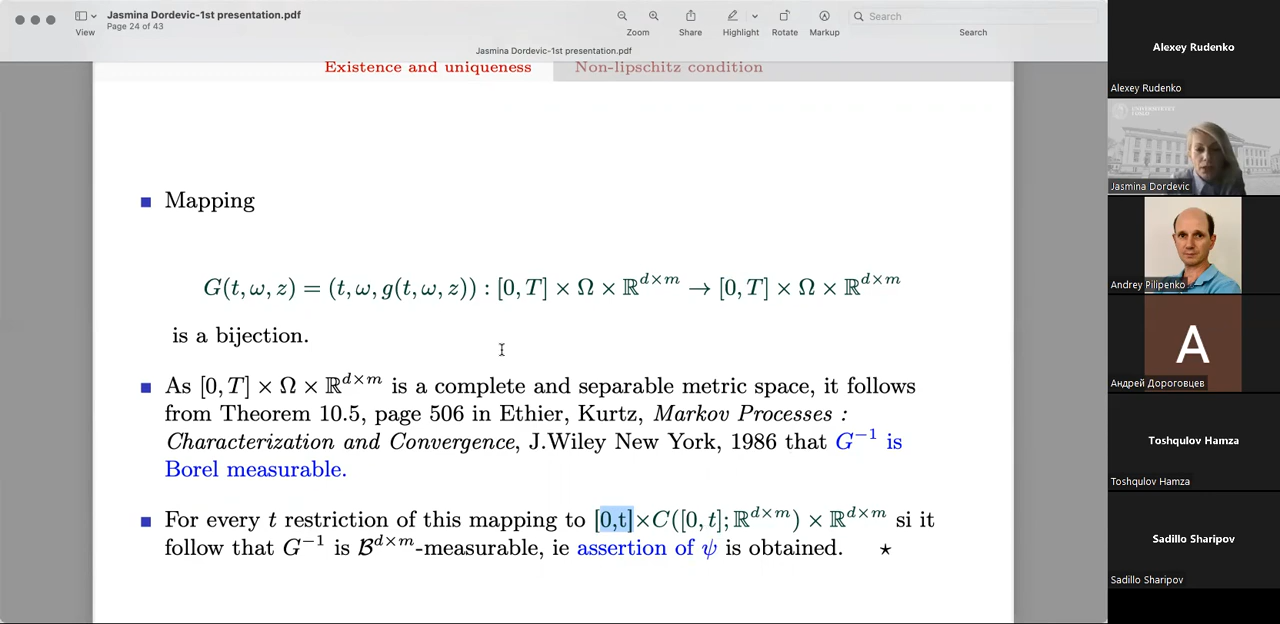 Jasmina Dordevic-1st presentation.pdf
Page 24 of 43
View
Zoom
Share
Highlight
Rotate
Markup
Search
Search
Jasmina Dordevic-1st presentation.pdf
Existence and uniqueness
Non-lipschitz condition
Mapping
G(t, ω, z) = (t, ω, g(t, ω, z)) : [0, T] × Ω × ℝ^{d×m} → [0, T] × Ω × ℝ^{d×m}
is a bijection.
As [0, T] × Ω × ℝ^{d×m} is a complete and separable metric space, it follows
from Theorem 10.5, page 506 in Ethier, Kurtz, Markov Processes :
Characterization and Convergence, J.Wiley New York, 1986 that G⁻¹ is
Borel measurable.
For every t restriction of this mapping to [0,t]×C([0, t]; ℝ^{d×m}) × ℝ^{d×m} si it
follow that G⁻¹ is ℬ^{d×m}-measurable, ie assertion of ψ is obtained. ⋆
Alexey Rudenko
Alexey Rudenko
Jasmina Dordevic
Andrey Pilipenko
А
Андрей Дороговцев
Toshqulov Hamza
Toshqulov Hamza
Sadillo Sharipov
Sadillo Sharipov